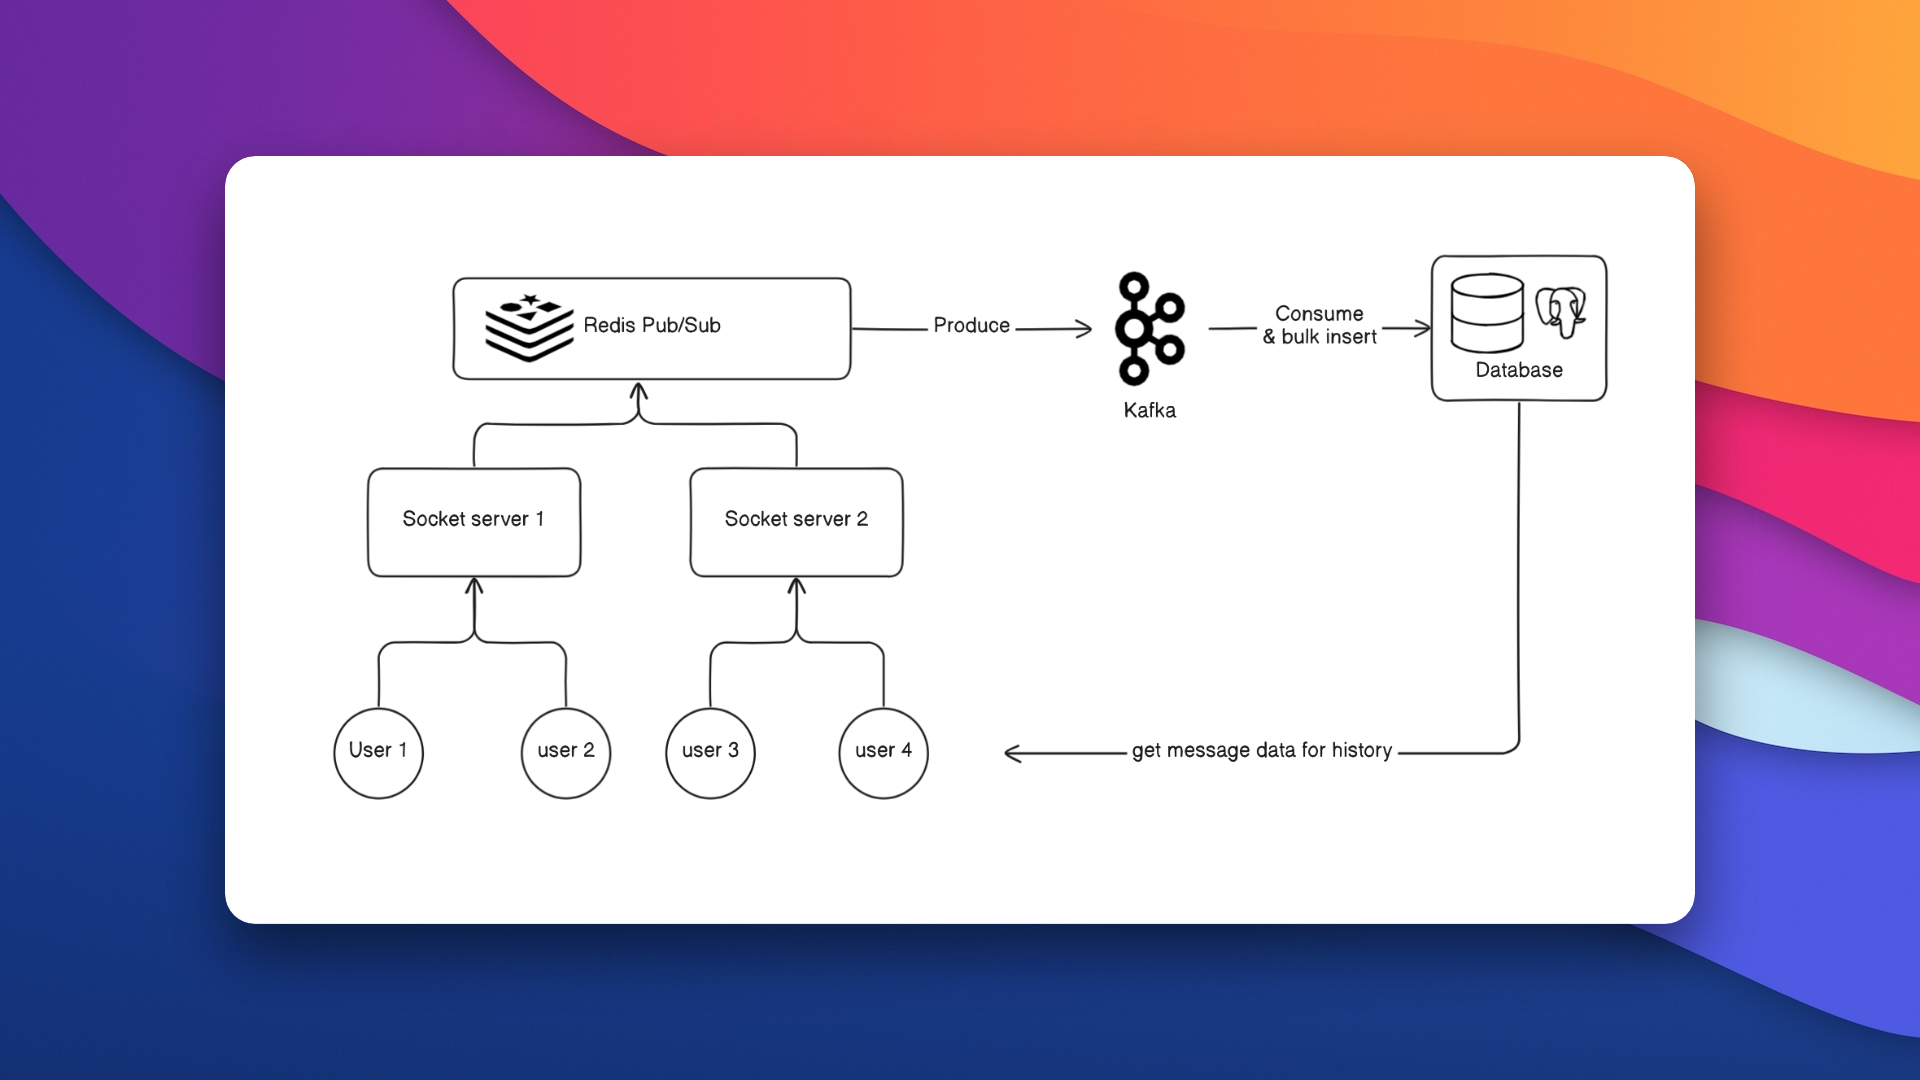 Redis Pub/Sub
Produce
Kafka
Consume
& bulk insert
Database
Socket server 1
Socket server 2
User 1
user 2
user 3
user 4
get message data for history